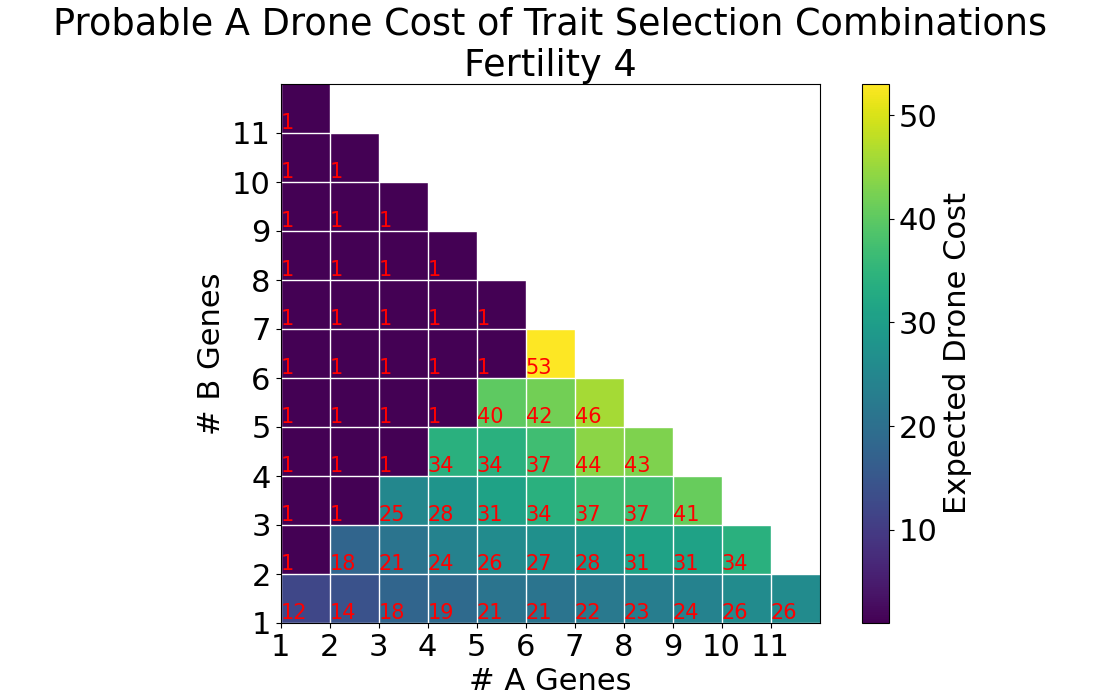 Probable A Drone Cost of Trait Selection Combinations
Fertility 4
1
11
1 1
10
1 1 1
9
1 1 1 1
8
1 1 1 1 1
7
1 1 1 1 1 53
6
1 1 1 1 40 42 46
5
1 1 1 34 34 37 44 43
4
1 1 25 28 31 34 37 37 41
3
1 18 21 24 26 27 28 31 31 34
2
12 14 18 19 21 21 22 23 24 26 26
1
1 2 3 4 5 6 7 8 9 10 11
# A Genes
# B Genes
50
40
30
20
10
Expected Drone Cost